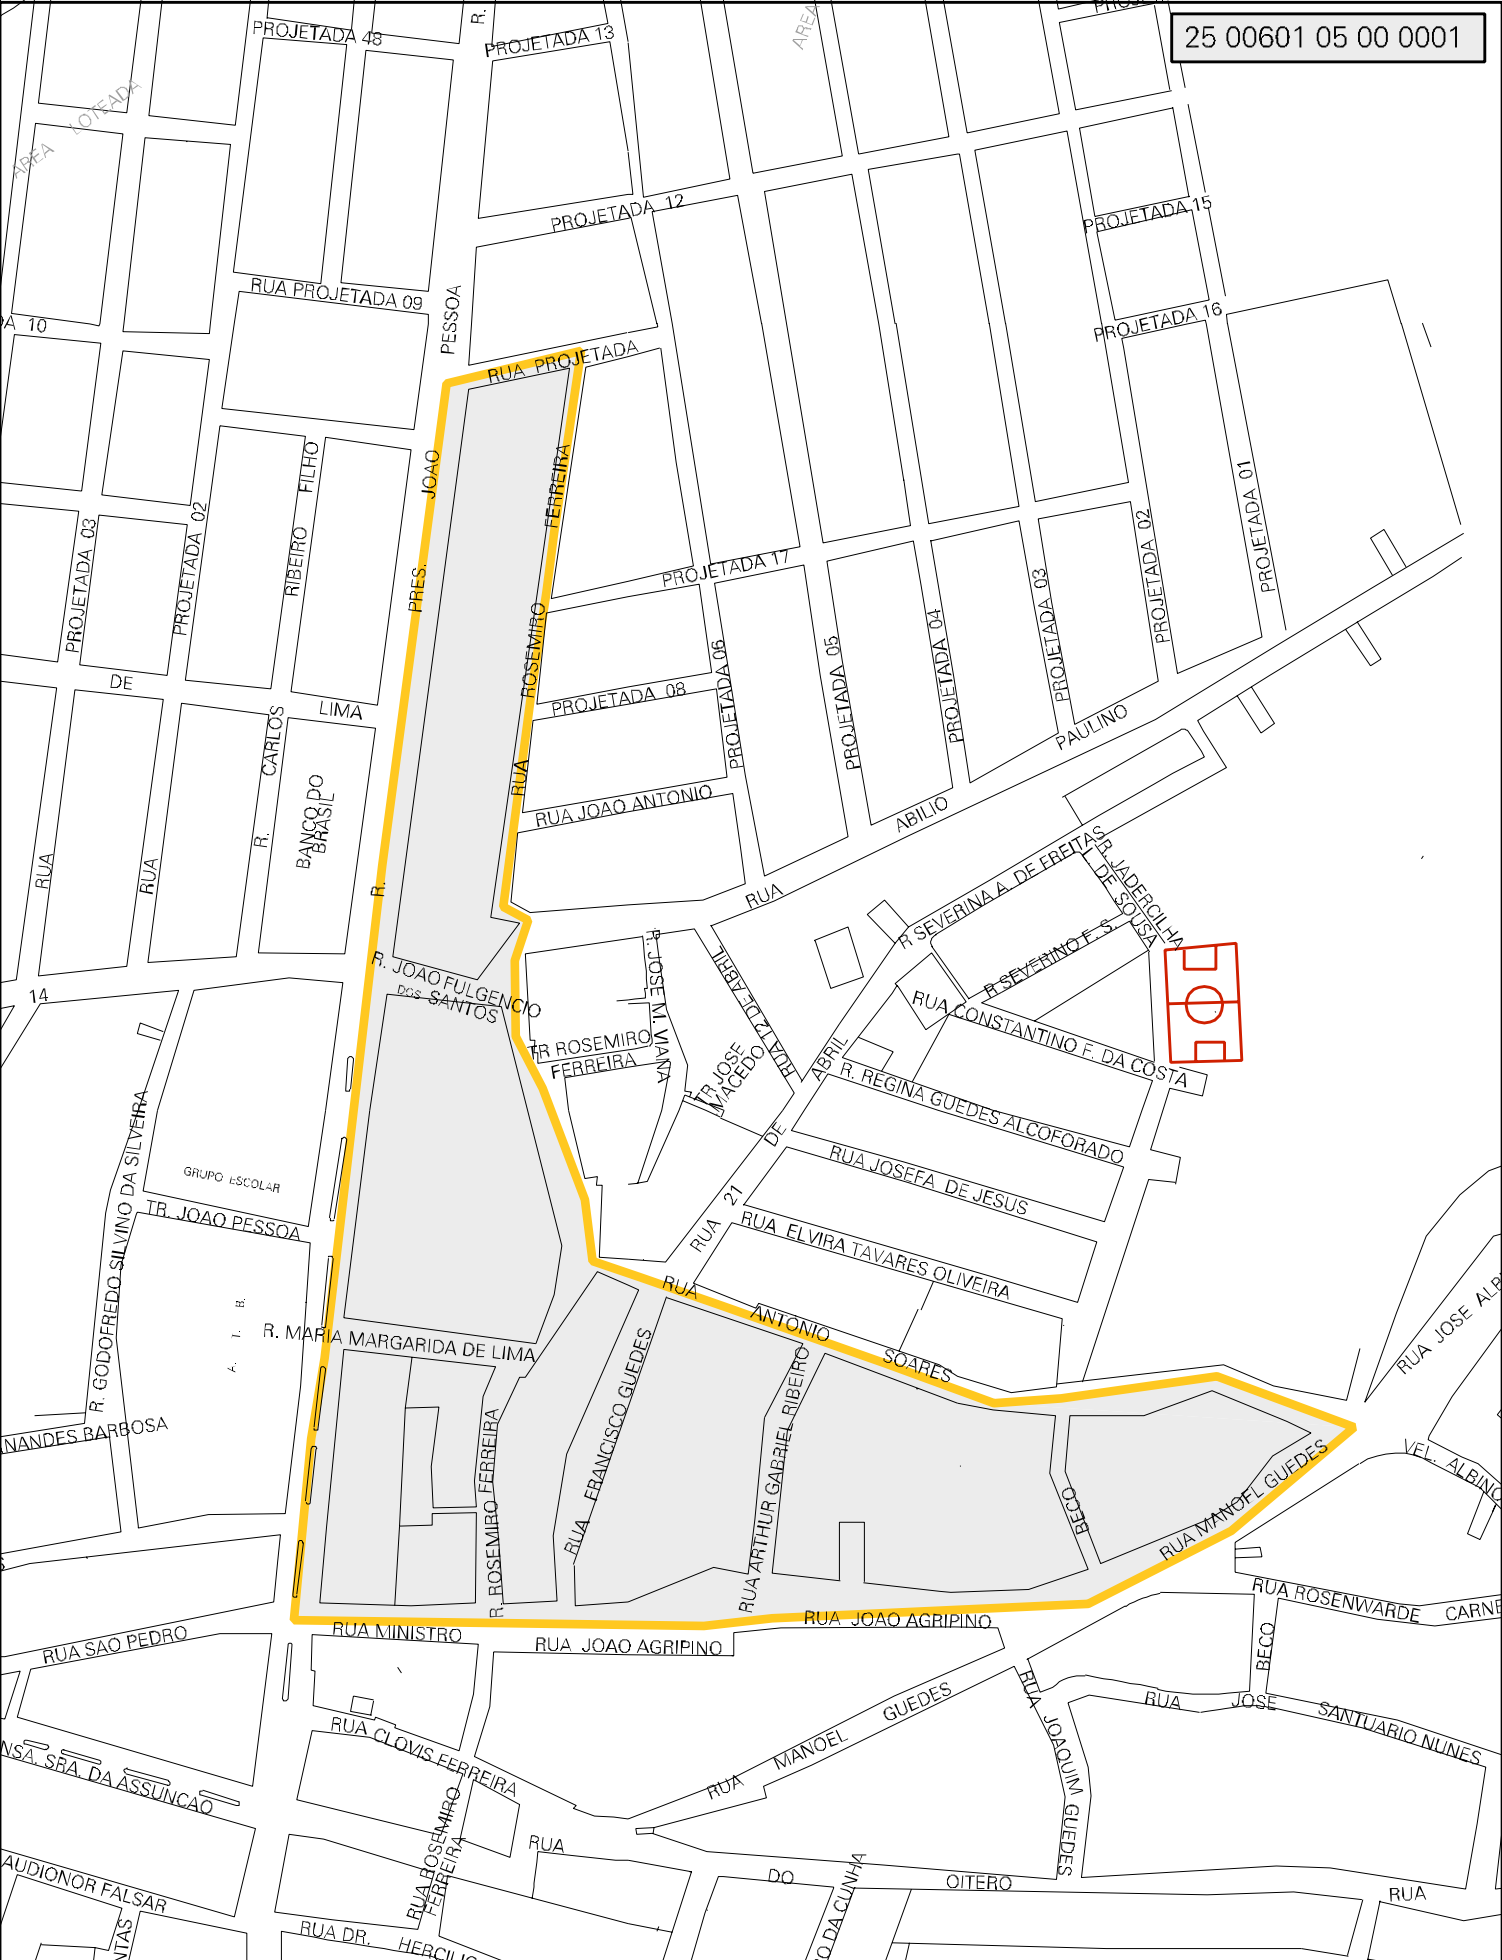 25 00601 05 00 0001
PROJETADA 48
R.
PROJETADA 13
AREA
AREA LOTEADA
PROJETADA 12
PROJETADA 15
RUA PROJETADA 09
PESSOA
PROJETADA 16
10
RUA PROJETADA
R. PRES. JOAO
RUA ROSEMIRO FERREIRA
R. CARLOS RIBEIRO FILHO
RUA PROJETADA 03
RUA PROJETADA 02
PROJETADA 17
PROJETADA 01
PROJETADA 02
PROJETADA 03
PROJETADA 04
PROJETADA 05
PROJETADA 06
DE LIMA
PROJETADA 08
RUA JOAO ANTONIO
BANCO DO
BRASIL
RUA ABILIO PAULINO
R SEVERINA A. DE FREITAS
R. JADERCILHA
DE SOUSA
R SEVERINO F. S.
14
R. JOAO FULGENCIO
DOS SANTOS
R. JOSE M. VIANA
RUA 12 DE ABRIL
RUA CONSTANTINO F. DA COSTA
TR ROSEMIRO
FERREIRA
TR JOSE
MACEDO
RUA 21 DE ABRIL
R. REGINA GUEDES ALCOFORADO
RUA JOSEFA DE JESUS
RUA ELVIRA TAVARES OLIVEIRA
GRUPO ESCOLAR
TR. JOAO PESSOA
R. GODOFREDO SILVINO DA SILVEIRA
R. MARIA MARGARIDA DE LIMA
RUA ANTONIO SOARES
RUA FRANCISCO GUEDES
RUA ARTHUR GABRIEL RIBEIRO
R. ROSEMIRO FERREIRA
BECO
RUA MANOEL GUEDES
RUA JOSE ALB
VEL. ALBINO
NANDES BARBOSA
RUA ROSENWARDE CARNE
RUA SAO PEDRO
RUA MINISTRO
RUA JOAO AGRIPINO
RUA JOAO AGRIPINO
BECO
RUA JOSE SANTUARIO NUNES
RUA JOAQUIM GUEDES
RUA MANOEL GUEDES
RUA CLOVIS FERREIRA
NSA. SRA. DA ASSUNCAO
RUA ROSEMIRO
FERREIRA
RUA DO OITERO
RUA
AUDIONOR FALSAR
NTAS
RUA DR. HERCILIO
O DA CUNHA